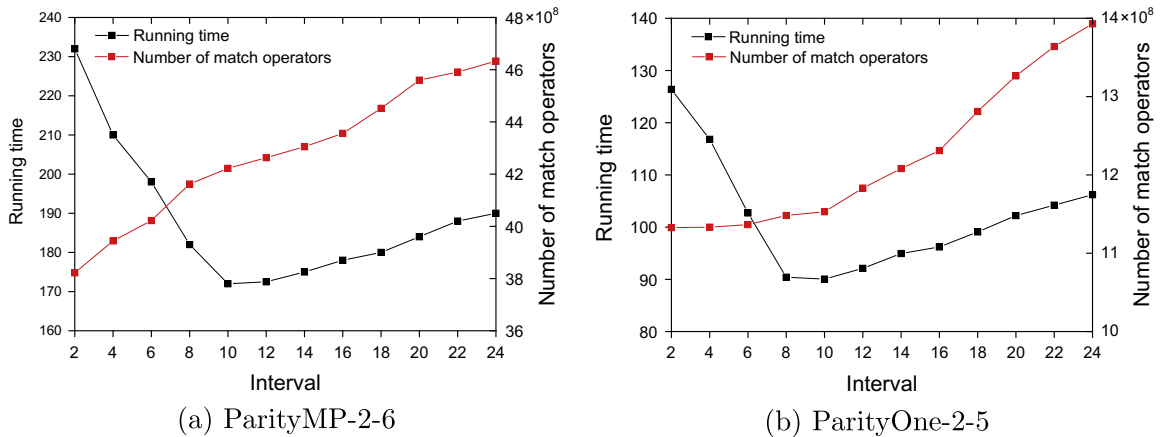 48×10⁸
240
Running time
Number of match operators
230
46
220
44
210
200
42
190
40
180
38
170
160
36
2 4 6 8 10 12 14 16 18 20 22 24
Running time
Number of match operators
Interval
(a) ParityMP-2-6
14×10⁸
140
Running time
Number of match operators
130
13
120
110
12
100
11
90
80
10
2 4 6 8 10 12 14 16 18 20 22 24
Running time
Number of match operators
Interval
(b) ParityOne-2-5